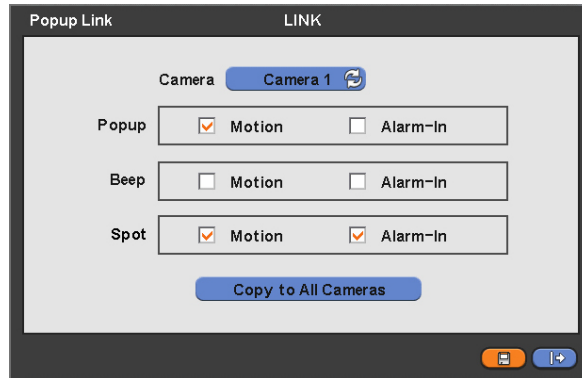 Popup Link LINK
Camera Camera 1
Popup Motion Alarm-In
Beep Motion Alarm-In
Spot Motion Alarm-In
Copy to All Cameras